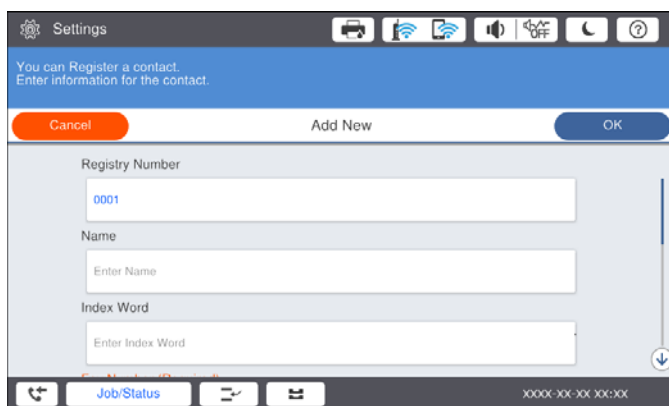 Settings
OFF
You can Register a contact.
Enter information for the contact.
Cancel
Add New
OK
Registry Number
0001
Name
Enter Name
Index Word
Enter Index Word
Job/Status
XXXX-XX-XX XX:XX